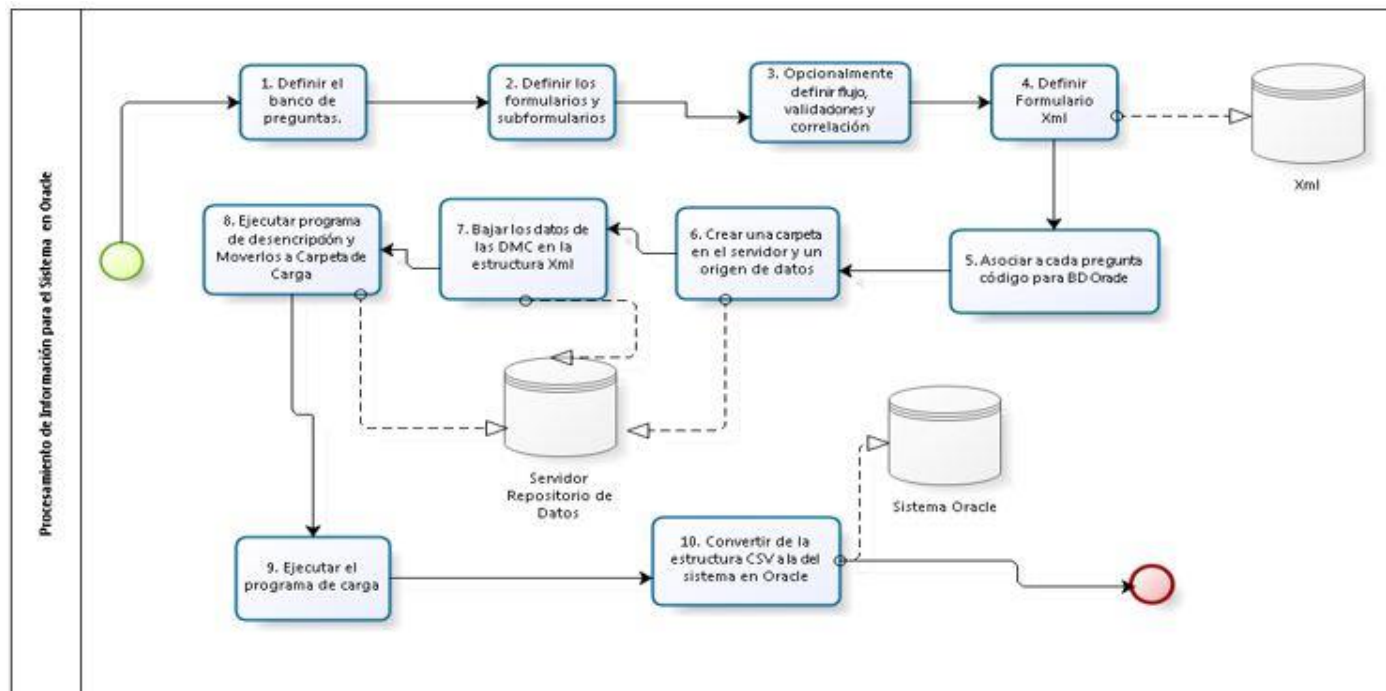 Procesamiento de Información para el Sistema en Oracle
1. Definir el
banco de
preguntas.
2. Definir los
formularios y
subformularios
3. Opcionalmente
definir flujo,
validaciones y
correlación
4. Definir
Formulario
Xml
Xml
8. Ejecutar programa
de desencripción y
Moverlos a Carpeta de
Carga
7. Bajar los datos de
las DMC en la
estructura Xml
6. Crear una carpeta
en el servidor y un
origen de datos
5. Asociar a cada pregunta
código para BD Oracle
Servidor
Repositorio de
Datos
Sistema Oracle
9. Ejecutar el
programa de carga
10. Convertir de la
estructura CSV ala del
sistema en Oracle